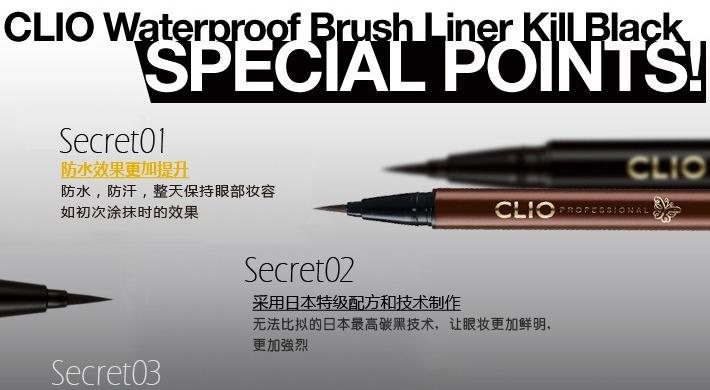 CLIO Waterproof Brush Liner Kill Black
SPECIAL POINTS!
Secret01
防水效果更加提升
防水，防汗，整天保持眼部妆容
如初次涂抹时的效果
CLIO
CLIO PROFESSIONAL
Secret02
采用日本特级配方和技术制作
无法比拟的日本最高碳黑技术，让眼妆更加鲜明，
更加強烈
Secret03